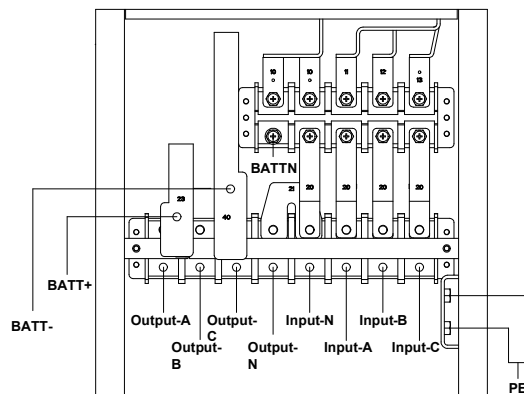 10 10 11 12 13
BATTN
23 21 20 20 20 20
40
BATT+
BATT-
Output-A
Output-
B
Output-
C
Output-
N
Input-N
Input-A
Input-B
Input-C
PE